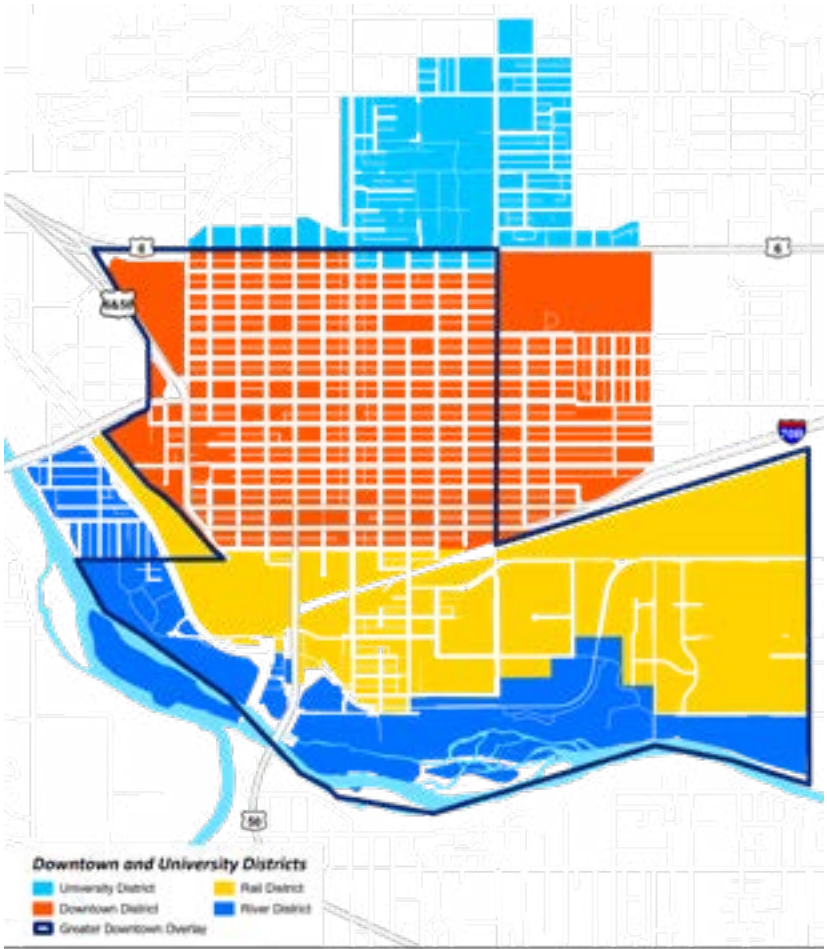 6
6
6&50
70B
50
Downtown and University Districts
University District
Rail District
Downtown District
River District
Greater Downtown Overlay